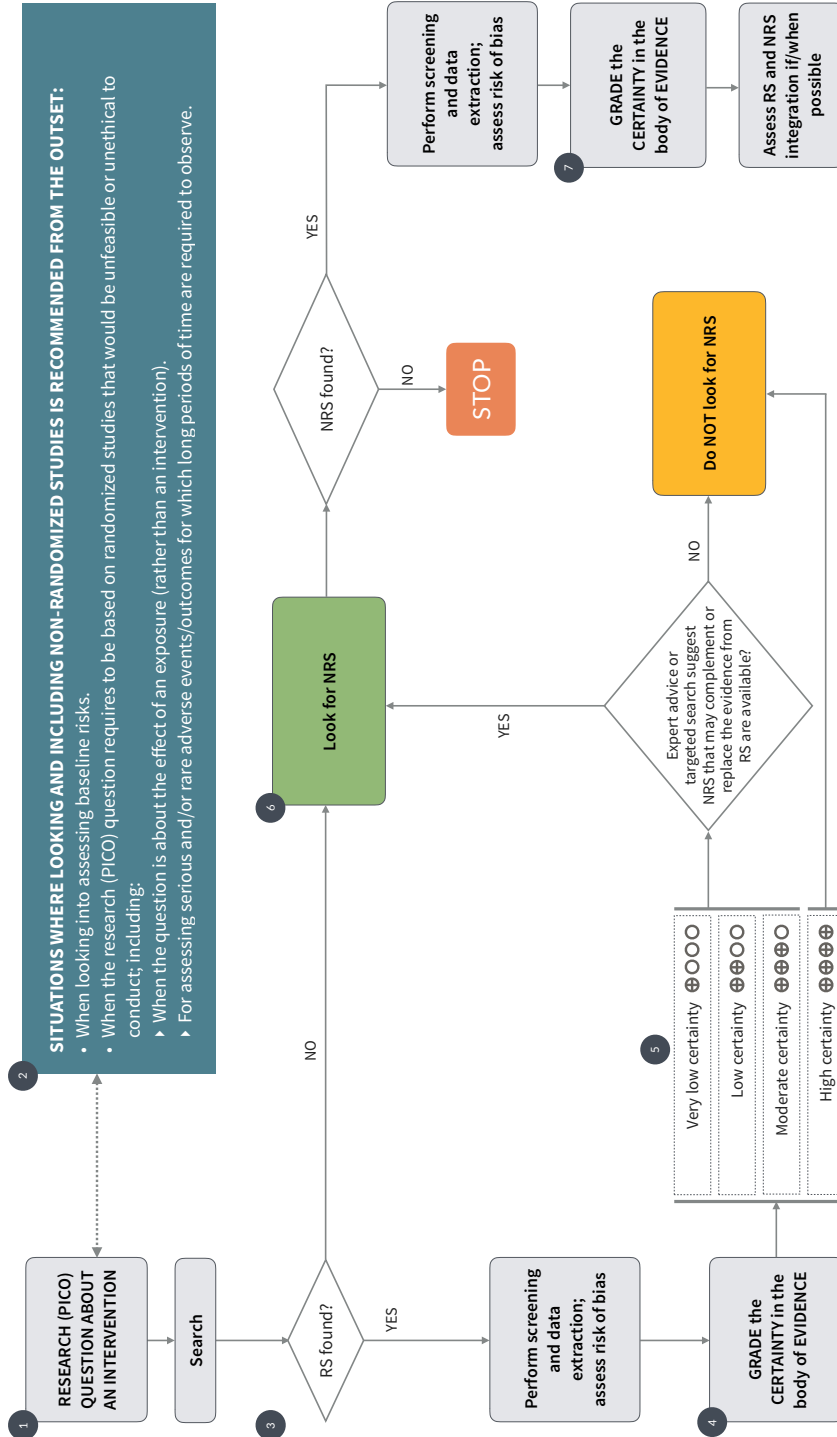 1
RESEARCH (PICO)
QUESTION ABOUT
AN INTERVENTION
2
SITUATIONS WHERE LOOKING AND INCLUDING NON-RANDOMIZED STUDIES IS RECOMMENDED FROM THE OUTSET:
• When looking into assessing baseline risks.
• When the research (PICO) question requires to be based on randomized studies that would be unfeasible or unethical to
conduct; including:
▸ When the question is about the effect of an exposure (rather than an intervention).
▸ For assessing serious and/or rare adverse events/outcomes for which long periods of time are required to observe.
Search
3
RS found?
NO
YES
6
Look for NRS
NRS found?
YES
NO
STOP
Perform screening
and data
extraction;
assess risk of bias
7
GRADE the
CERTAINTY in the
body of EVIDENCE
Assess RS and NRS
integration if/when
possible
Perform screening
and data
extraction;
assess risk of bias
4
GRADE the
CERTAINTY in the
body of EVIDENCE
5
Very low certainty ⊕○○○
Low certainty ⊕⊕○○
Moderate certainty ⊕⊕⊕○
High certainty ⊕⊕⊕⊕
YES
Expert advice or
targeted search suggest
NRS that may complement or
replace the evidence from
RS are available?
NO
Do NOT look for NRS